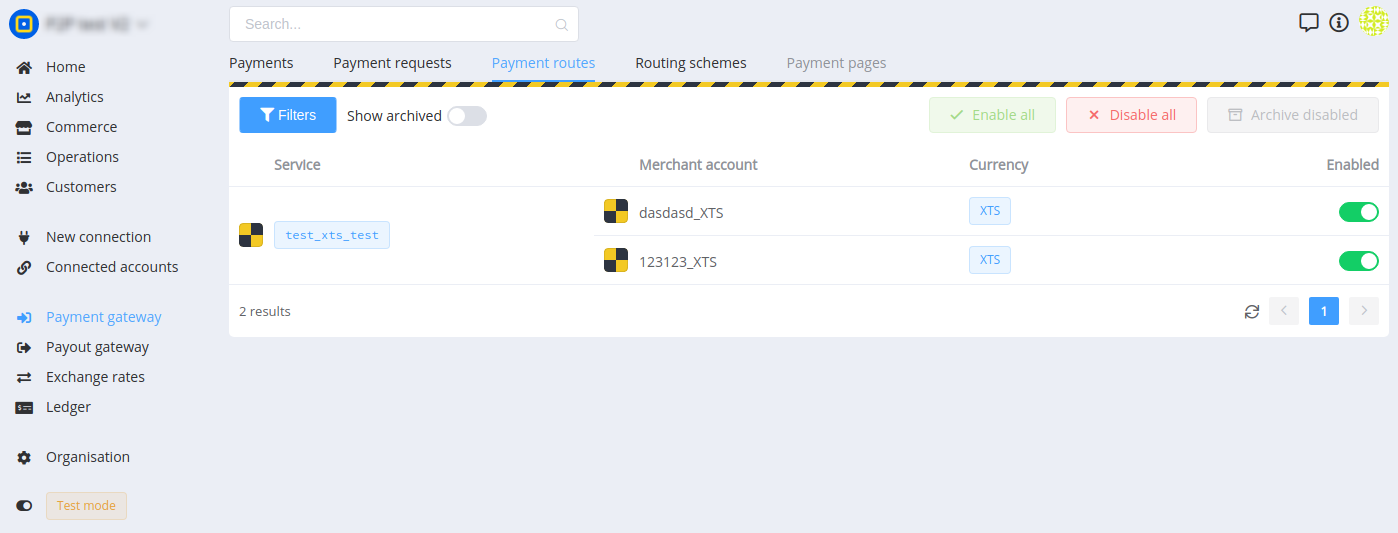 Search...
Home
Analytics
Commerce
Operations
Customers
New connection
Connected accounts
Payment gateway
Payout gateway
Exchange rates
Ledger
Organisation
Test mode
Payments Payment requests Payment routes Routing schemes Payment pages
Filters Show archived Enable all Disable all Archive disabled
Service Merchant account Currency Enabled
test_xts_test
dasdasd_XTS XTS
123123_XTS XTS
2 results 1